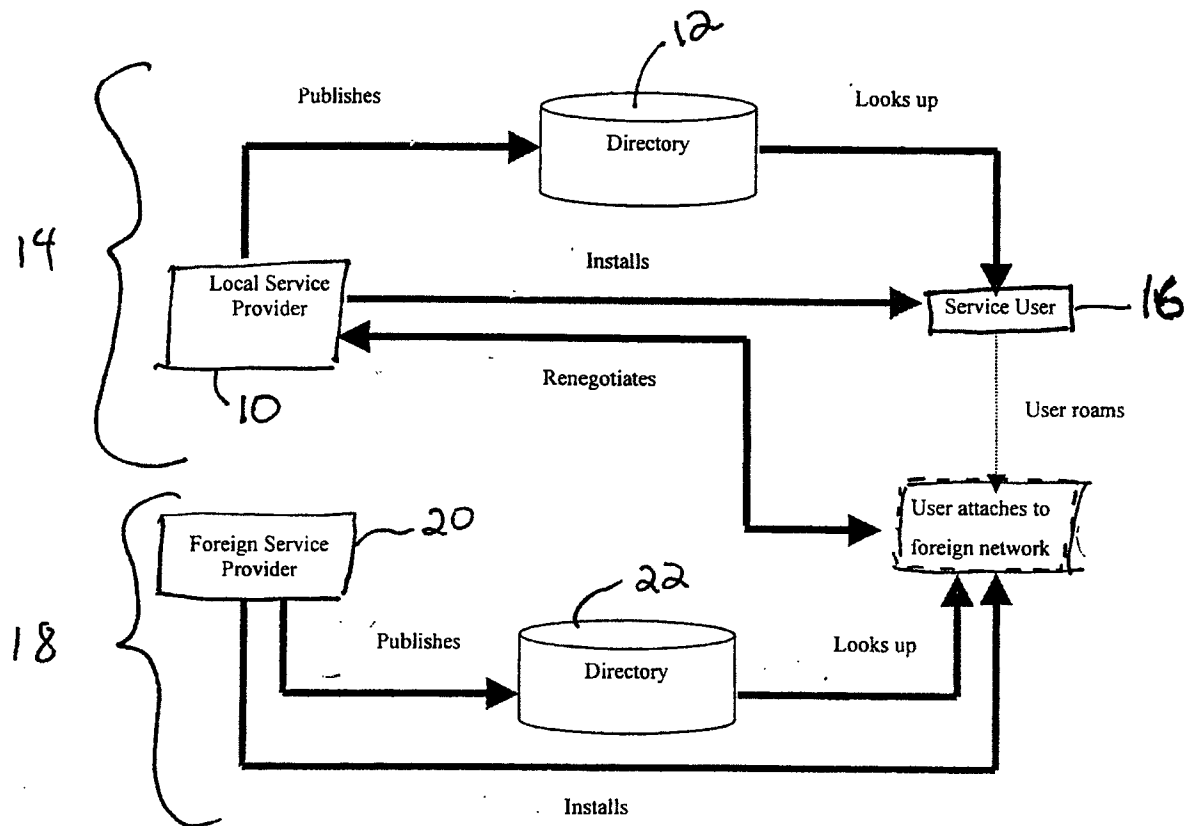 12
Publishes
Looks up
Directory
14
Installs
Local Service
Provider
Service User
16
Renegotiates
10
User roams
20
User attaches to
foreign network
Foreign Service
Provider
22
18
Publishes
Looks up
Directory
Installs